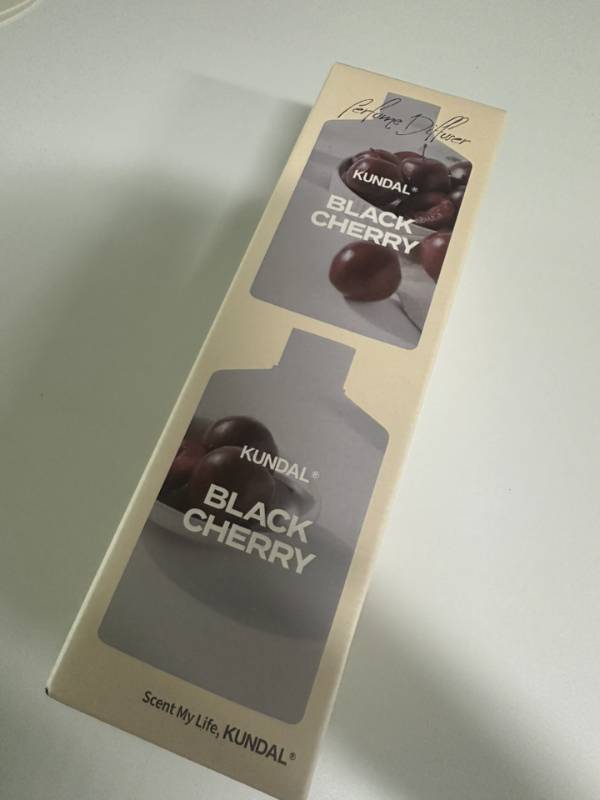 Perfume Diffuser
KUNDAL®
BLACK
CHERRY
KUNDAL®
BLACK
CHERRY
Scent My Life, KUNDAL®